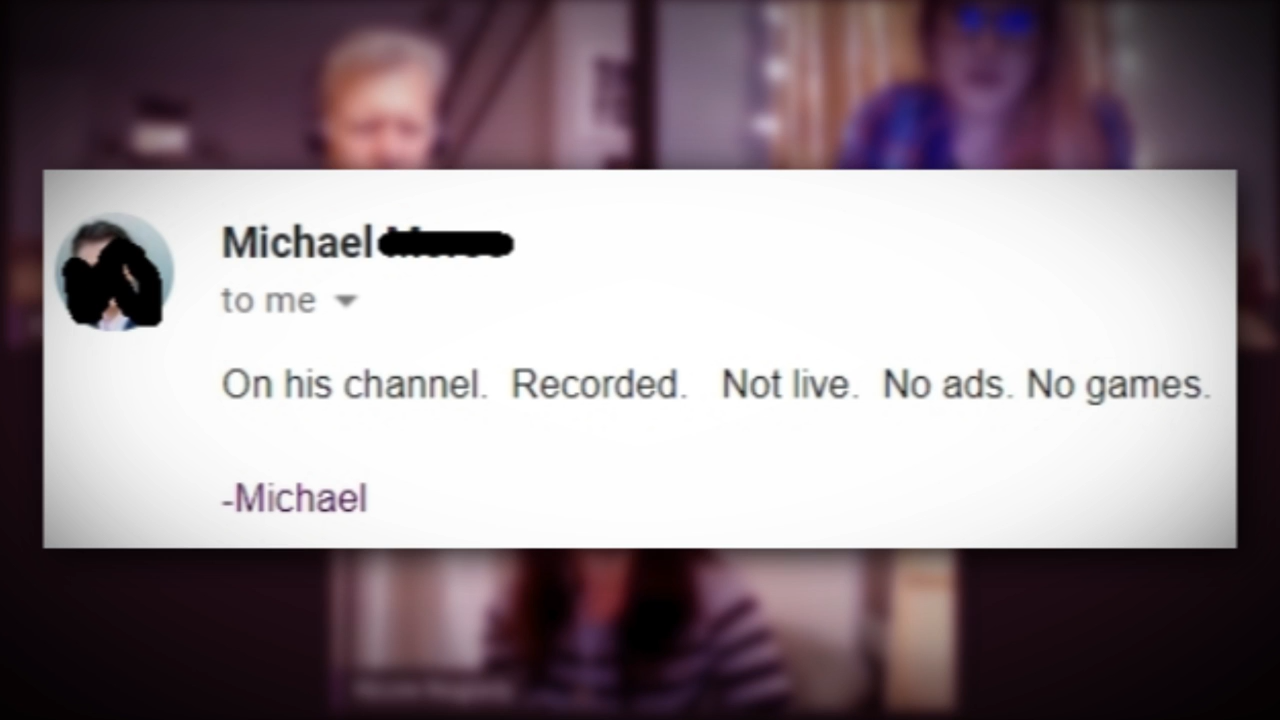 Michael
to me
On his channel.  Recorded.   Not live.  No ads. No games.
-Michael